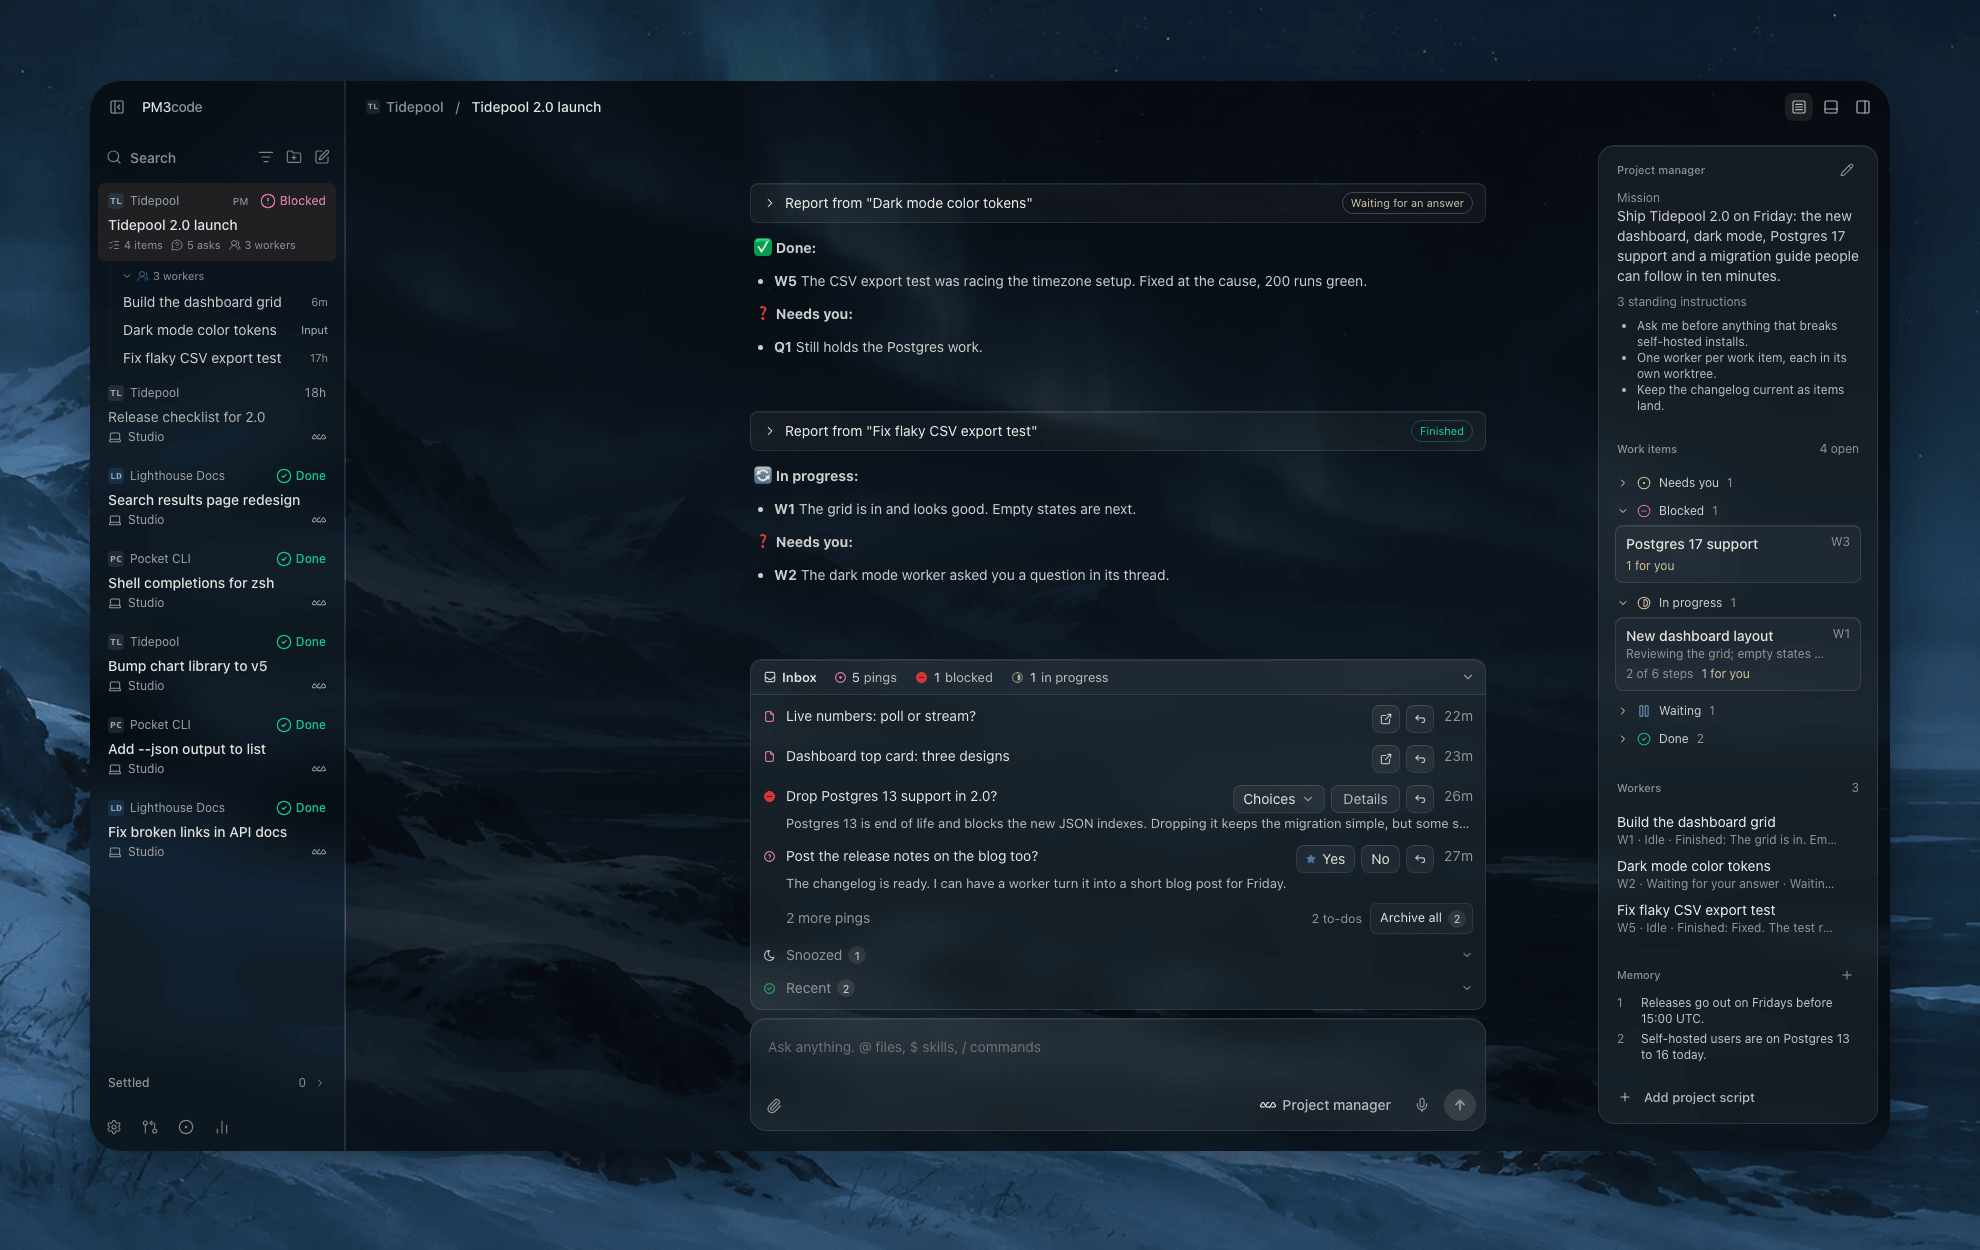 PM3code
Search
TL Tidepool PM Blocked
Tidepool 2.0 launch
4 items 5 asks 3 workers
3 workers
Build the dashboard grid 6m
Dark mode color tokens Input
Fix flaky CSV export test 17h
TL Tidepool 18h
Release checklist for 2.0
Studio
LD Lighthouse Docs Done
Search results page redesign
Studio
PC Pocket CLI Done
Shell completions for zsh
Studio
TL Tidepool Done
Bump chart library to v5
Studio
PC Pocket CLI Done
Add --json output to list
Studio
LD Lighthouse Docs Done
Fix broken links in API docs
Studio
Settled 0
TL Tidepool / Tidepool 2.0 launch
Report from "Dark mode color tokens" Waiting for an answer
✅ Done:
• W5 The CSV export test was racing the timezone setup. Fixed at the cause, 200 runs green.
❓ Needs you:
• Q1 Still holds the Postgres work.
Report from "Fix flaky CSV export test" Finished
🔄 In progress:
• W1 The grid is in and looks good. Empty states are next.
❓ Needs you:
• W2 The dark mode worker asked you a question in its thread.
Inbox 5 pings 1 blocked 1 in progress
Live numbers: poll or stream? 22m
Dashboard top card: three designs 23m
Drop Postgres 13 support in 2.0? Choices Details 26m
Postgres 13 is end of life and blocks the new JSON indexes. Dropping it keeps the migration simple, but some s...
Post the release notes on the blog too? Yes No 27m
The changelog is ready. I can have a worker turn it into a short blog post for Friday.
2 more pings 2 to-dos Archive all 2
Snoozed 1
Recent 2
Ask anything. @ files, $ skills, / commands
Project manager
Project manager
Mission
Ship Tidepool 2.0 on Friday: the new
dashboard, dark mode, Postgres 17
support and a migration guide people
can follow in ten minutes.
3 standing instructions
• Ask me before anything that breaks
self-hosted installs.
• One worker per work item, each in its
own worktree.
• Keep the changelog current as items
land.
Work items 4 open
Needs you 1
Blocked 1
Postgres 17 support W3
1 for you
In progress 1
New dashboard layout W1
Reviewing the grid; empty states ...
2 of 6 steps 1 for you
Waiting 1
Done 2
Workers 3
Build the dashboard grid
W1 · Idle · Finished: The grid is in. Em...
Dark mode color tokens
W2 · Waiting for your answer · Waitin...
Fix flaky CSV export test
W5 · Idle · Finished: Fixed. The test r...
Memory
1 Releases go out on Fridays before
15:00 UTC.
2 Self-hosted users are on Postgres 13
to 16 today.
Add project script